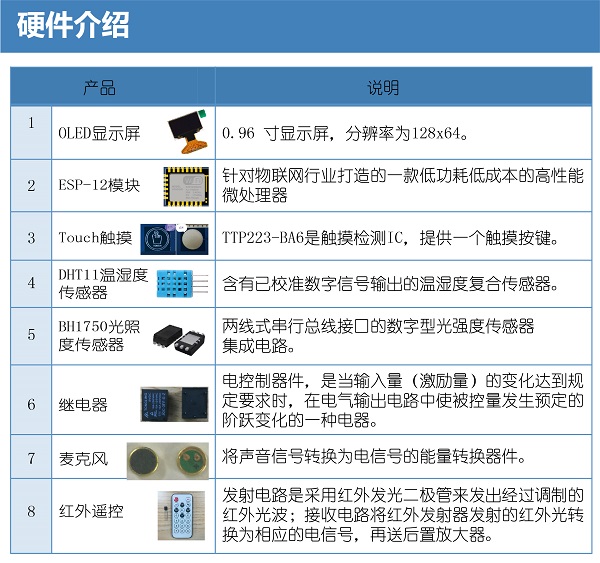 硬件介绍
产品 说明
1 OLED显示屏 0.96 寸显示屏，分辨率为128x64。
2 ESP-12模块 针对物联网行业打造的一款低功耗低成本的高性能
微处理器
3 Touch触摸 TTP223-BA6是触摸检测IC，提供一个触摸按键。
4 DHT11温湿度
传感器 含有已校准数字信号输出的温湿度复合传感器。
5 BH1750光照
度传感器 两线式串行总线接口的数字型光强度传感器
集成电路。
6 继电器 电控制器件，是当输入量（激励量）的变化达到规
定要求时，在电气输出电路中使被控量发生预定的
阶跃变化的一种电器。
7 麦克风 将声音信号转换为电信号的能量转换器件。
8 红外遥控 发射电路是采用红外发光二极管来发出经过调制的
红外光波；接收电路将红外发射器发射的红外光转
换为相应的电信号，再送后置放大器。